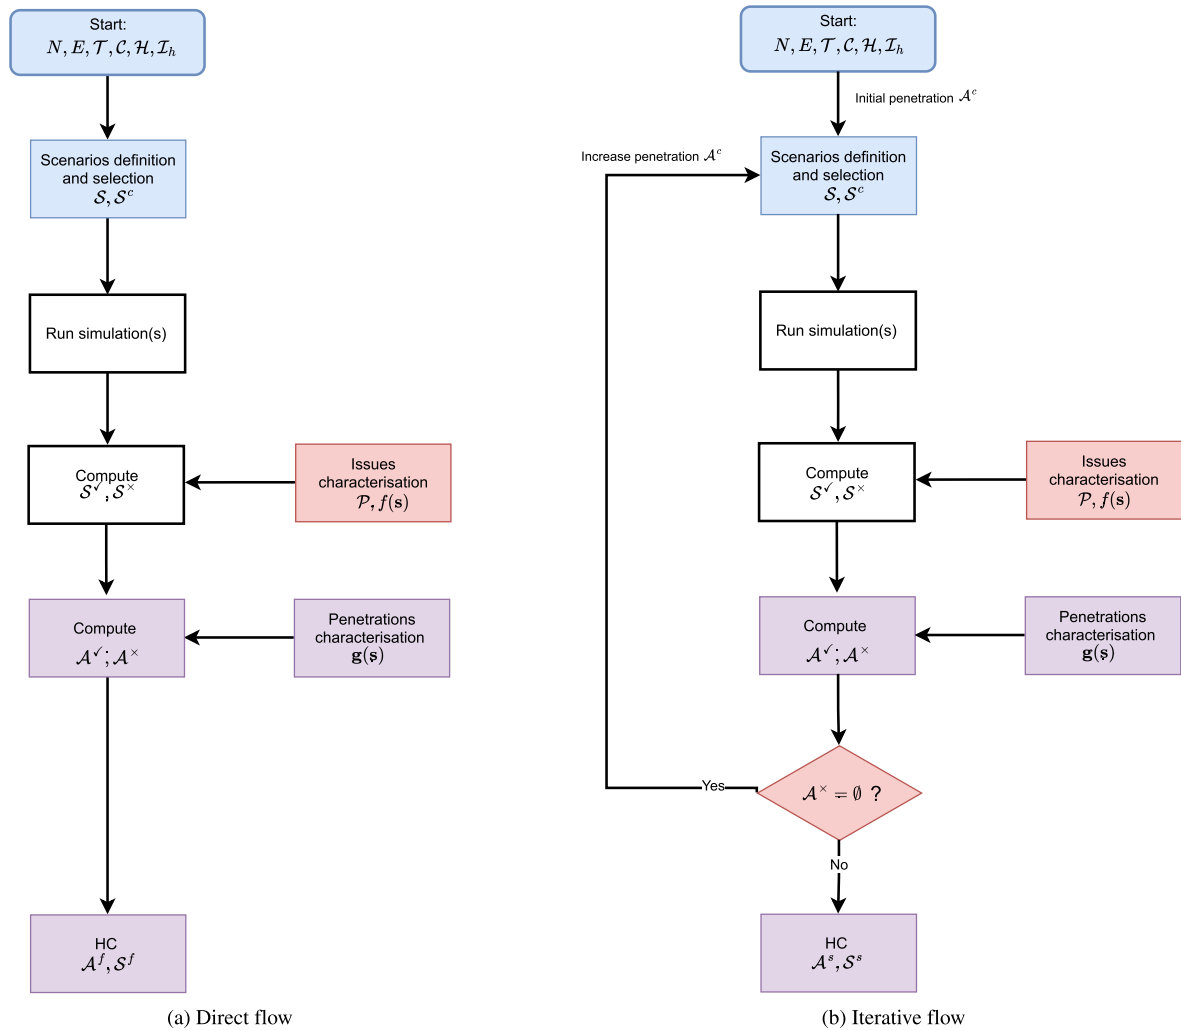 Start:
N, E, 𝒯, 𝒞, ℋ, ℐ_h
Scenarios definition
and selection
𝒮, 𝒮^c
Run simulation(s)
Compute
𝒮^✓, 𝒮^×
Issues
characterisation
𝒫, f(s)
Compute
𝒜^✓; 𝒜^×
Penetrations
characterisation
g(s)
HC
𝒜^f, 𝒮^f
(a) Direct flow
Start:
N, E, 𝒯, 𝒞, ℋ, ℐ_h
Initial penetration 𝒜^c
Increase penetration 𝒜^c
Scenarios definition
and selection
𝒮, 𝒮^c
Run simulation(s)
Compute
𝒮^✓, 𝒮^×
Issues
characterisation
𝒫, f(s)
Compute
𝒜^✓; 𝒜^×
Penetrations
characterisation
g(s)
Yes
𝒜^× = ∅ ?
No
HC
𝒜^s, 𝒮^s
(b) Iterative flow